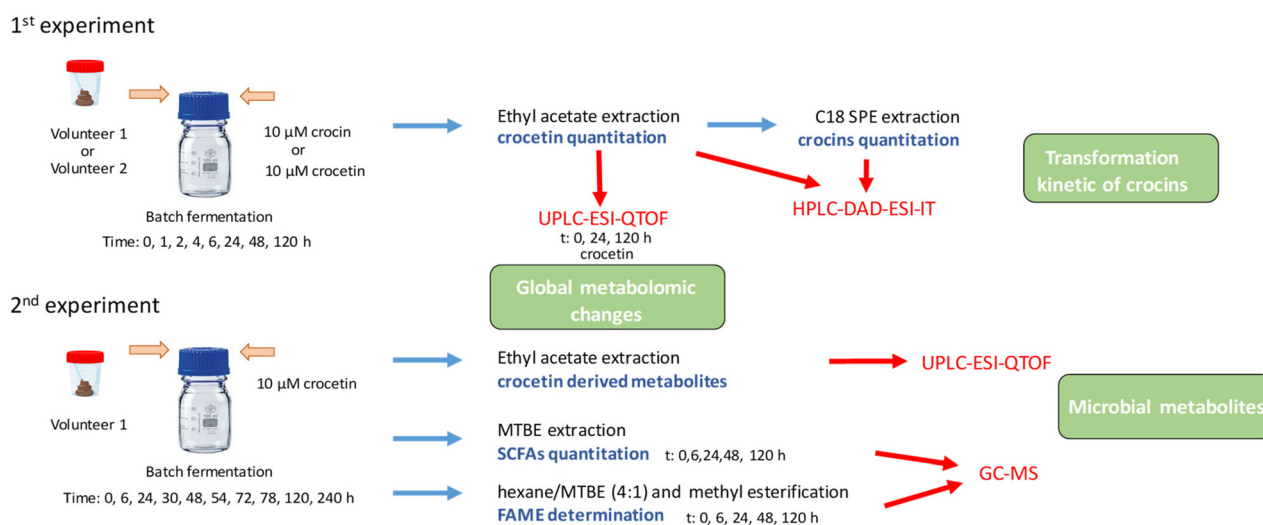 1st experiment
Volunteer 1
or
Volunteer 2
10 µM crocin
or
10 µM crocetin
Batch fermentation
Time: 0, 1, 2, 4, 6, 24, 48, 120 h
Ethyl acetate extraction
crocetin quantitation
C18 SPE extraction
crocins quantitation
UPLC-ESI-QTOF
t: 0, 24, 120 h
crocetin
HPLC-DAD-ESI-IT
Transformation
kinetic of crocins
Global metabolomic
changes
2nd experiment
Volunteer 1
10 µM crocetin
Batch fermentation
Time: 0, 6, 24, 30, 48, 54, 72, 78, 120, 240 h
Ethyl acetate extraction
crocetin derived metabolites
UPLC-ESI-QTOF
MTBE extraction
SCFAs quantitation t: 0,6,24,48, 120 h
hexane/MTBE (4:1) and methyl esterification
FAME determination t: 0, 6, 24, 48, 120 h
GC-MS
Microbial metabolites